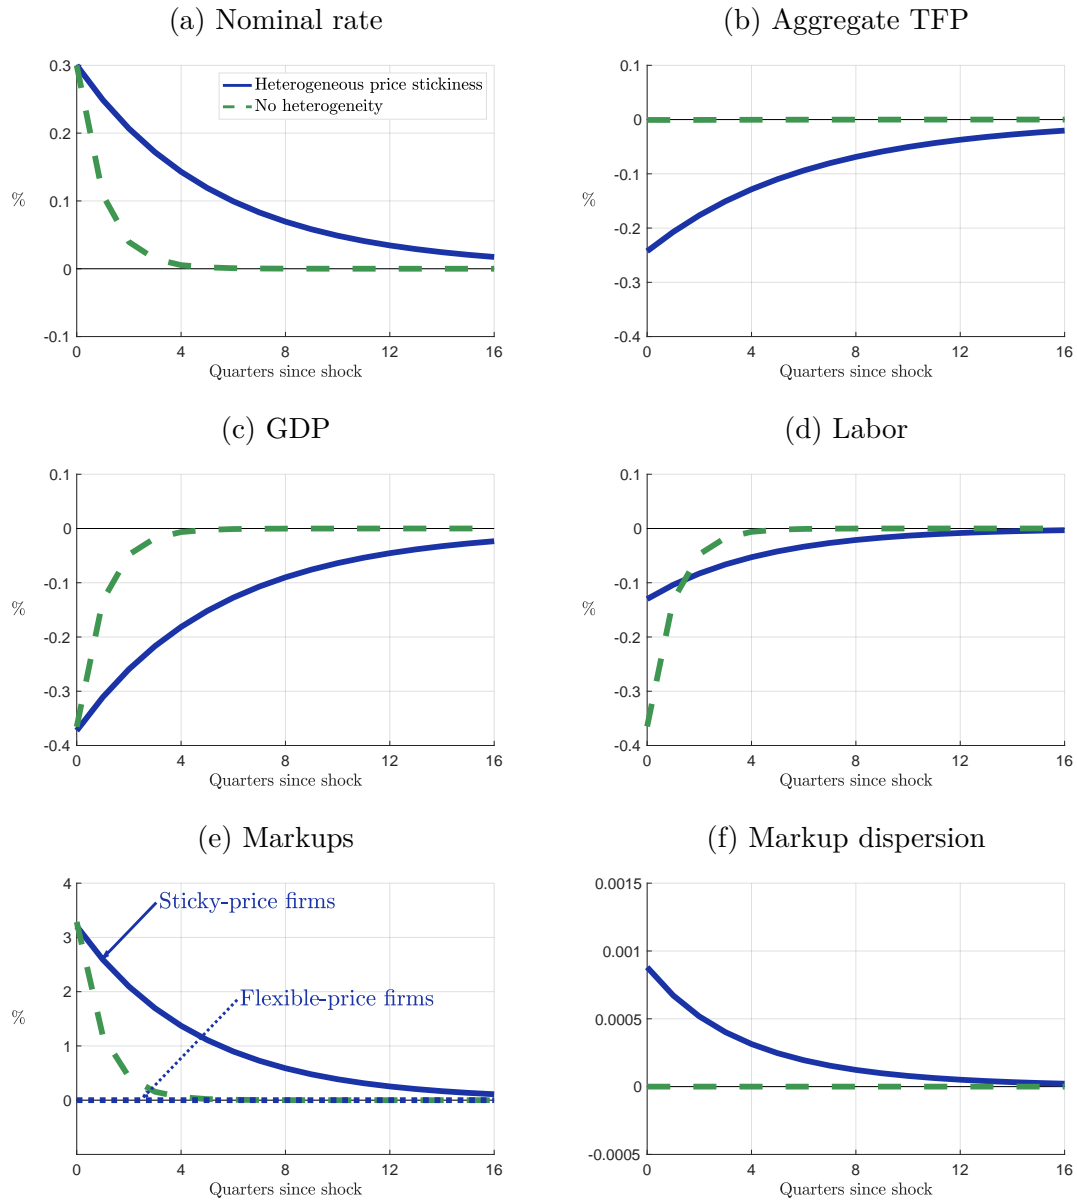 (a) Nominal rate
0.3
0.2
0.1
0
-0.1
%
Heterogeneous price stickiness
No heterogeneity
0 4 8 12 16
Quarters since shock
(b) Aggregate TFP
0.1
0
-0.1
-0.2
-0.3
-0.4
%
0 4 8 12 16
Quarters since shock
(c) GDP
0.1
0
-0.1
-0.2
-0.3
-0.4
%
0 4 8 12 16
Quarters since shock
(d) Labor
0.1
0
-0.1
-0.2
-0.3
-0.4
%
0 4 8 12 16
Quarters since shock
(e) Markups
4
3
2
1
0
%
Sticky-price firms
Flexible-price firms
0 4 8 12 16
Quarters since shock
(f) Markup dispersion
0.0015
0.001
0.0005
0
-0.0005
0 4 8 12 16
Quarters since shock